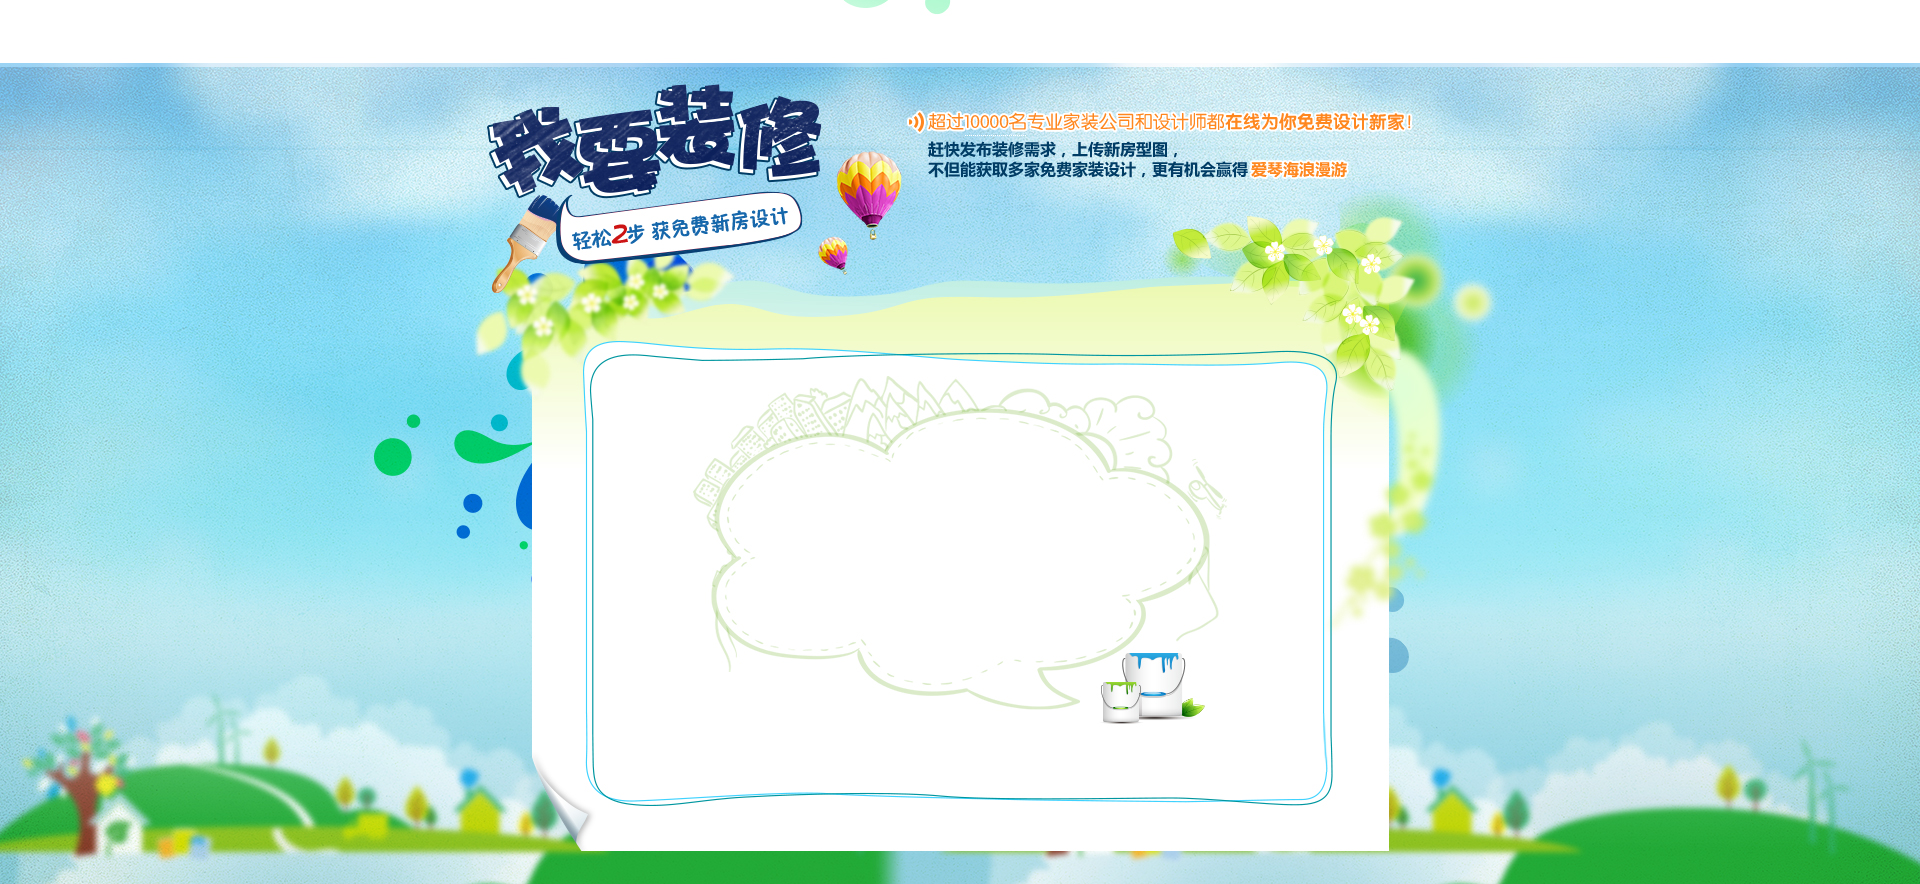 我要装修
轻松2步 获免费新房设计
超过10000名专业家装公司和设计师都在线为你免费设计新家!
赶快发布装修需求，上传新房型图，
不但能获取多家免费家装设计，更有机会赢得 爱琴海浪漫游